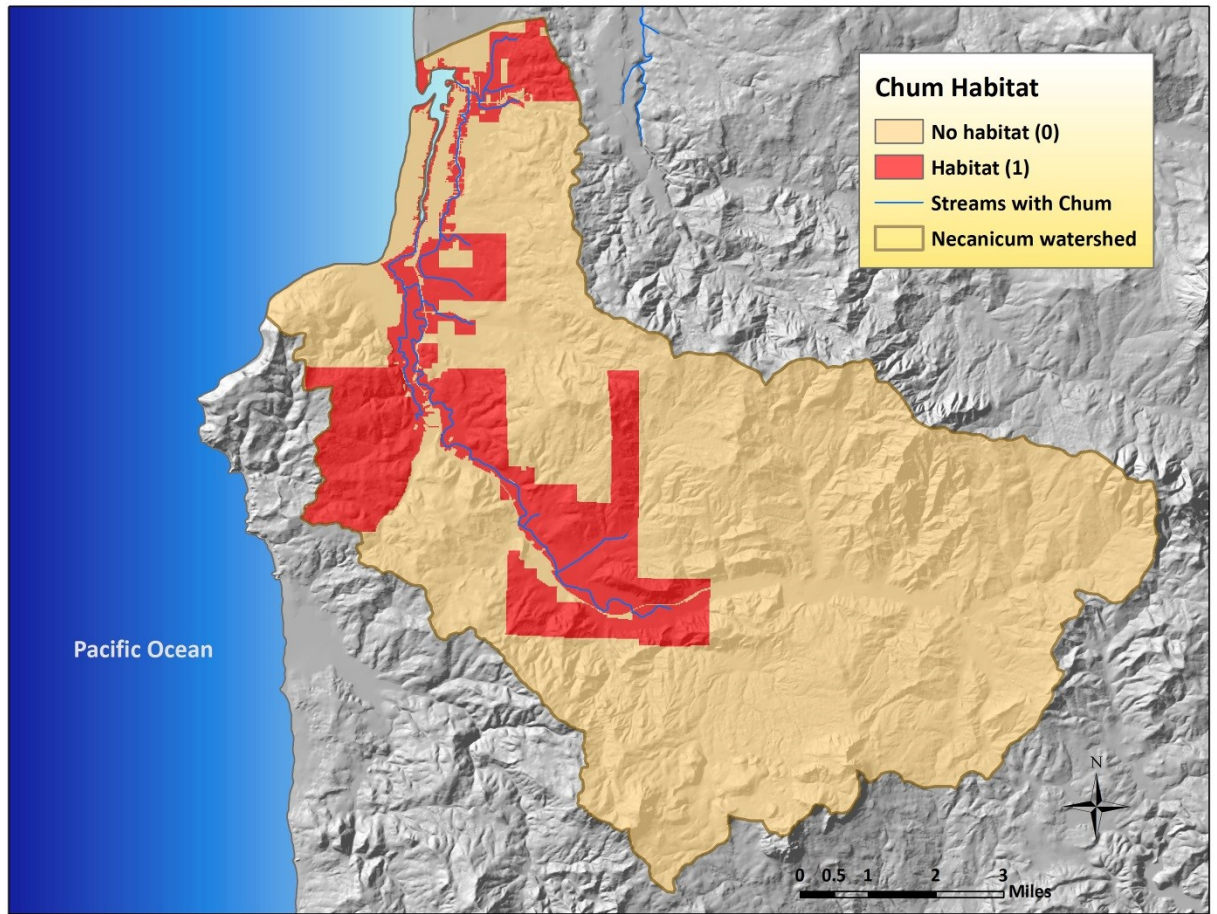 Chum Habitat
No habitat (0)
Habitat (1)
Streams with Chum
Necanicum watershed
Pacific Ocean
N
0 0.5 1 2 3
Miles